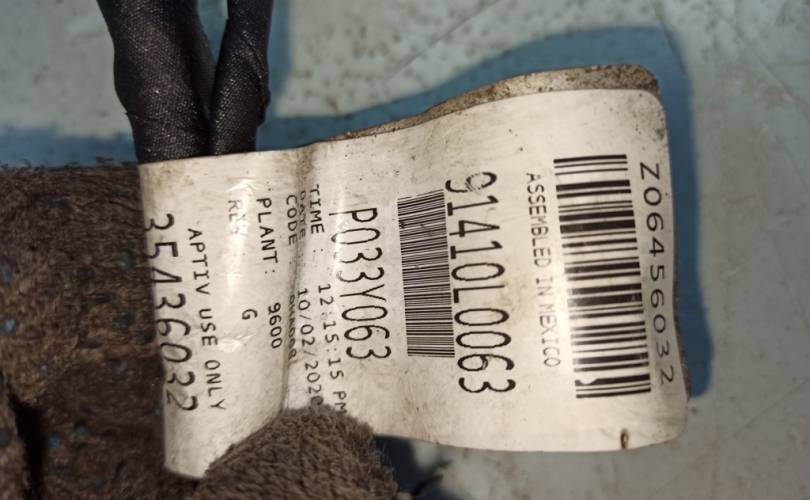 Z06456032
ASSEMBLED IN MEXICO
91410L0063
P033Y063
TIME : 12:15:15 PM
DATE 10/02/2020
CODE
PLANT: 9600
REV G
APTIV USE ONLY
35436032